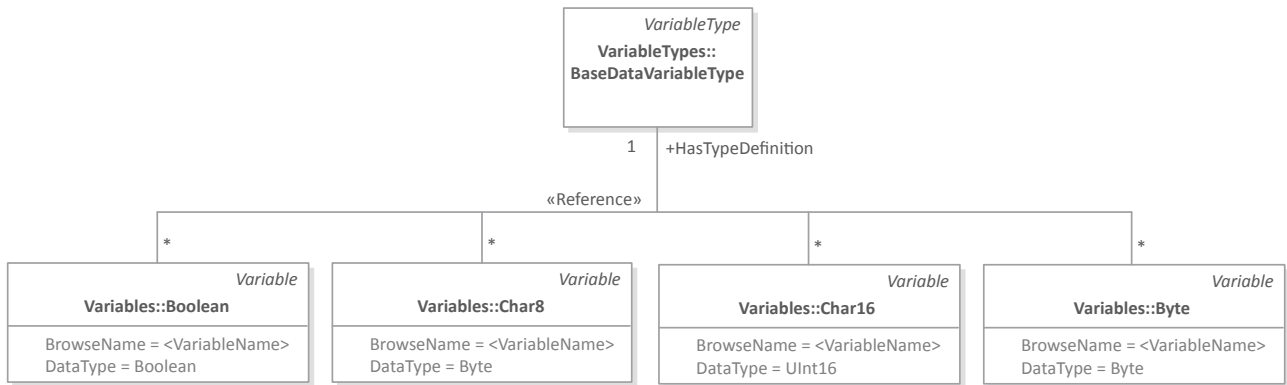 VariableType
VariableTypes::
BaseDataVariableType
1
+HasTypeDefinition
«Reference»
*
*
*
*
Variable
Variables::Boolean
BrowseName = <VariableName>
DataType = Boolean
Variable
Variables::Char8
BrowseName = <VariableName>
DataType = Byte
Variable
Variables::Char16
BrowseName = <VariableName>
DataType = UInt16
Variable
Variables::Byte
BrowseName = <VariableName>
DataType = Byte